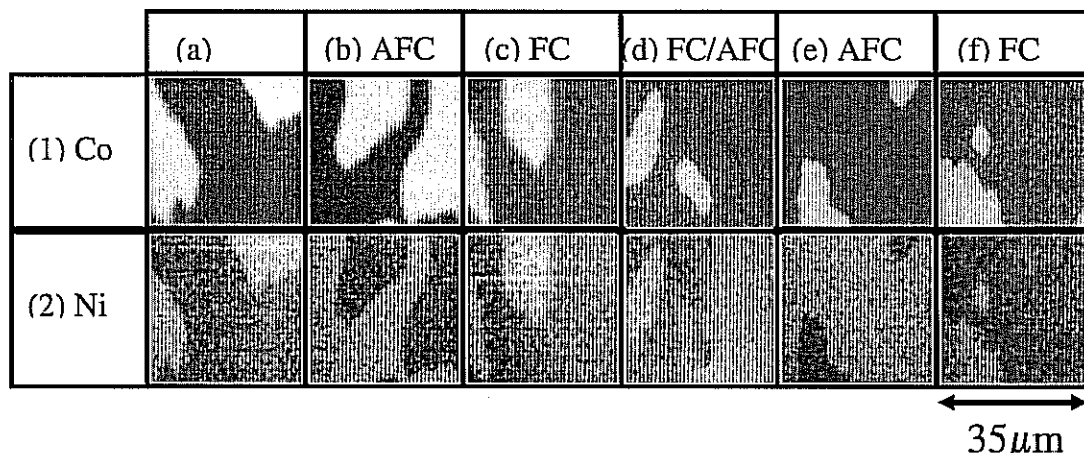 (a) (b) AFC (c) FC (d) FC/AFC (e) AFC (f) FC
(1) Co
(2) Ni
35μm